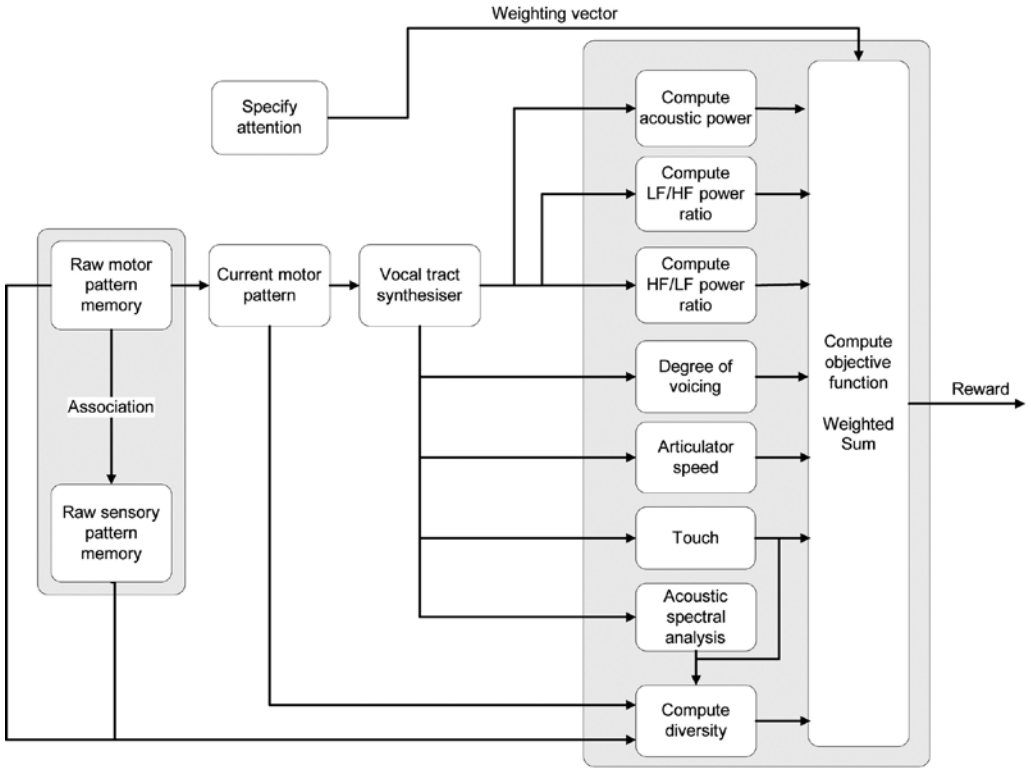 Weighting vector
Specify
attention
Compute
acoustic power
Compute
LF/HF power
ratio
Raw motor
pattern
memory
Current motor
pattern
Vocal tract
synthesiser
Compute
HF/LF power
ratio
Compute
objective
function
Weighted
Sum
Reward
Degree of
voicing
Association
Articulator
speed
Raw sensory
pattern
memory
Touch
Acoustic
spectral
analysis
Compute
diversity